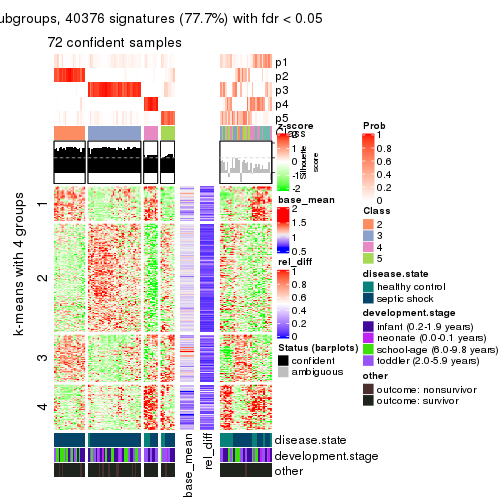 ubgroups, 40376 signatures (77.7%) with fdr < 0.05
72 confident samples
p1
p2
p3
p4
p5
Class
z-score
2
1
0
-1
-2
Silhouette
score
base_mean
2
1.5
1
0.5
rel_diff
1
0.8
0.6
0.4
0.2
0
Status (barplots)
confident
ambiguous
Prob
1
0.8
0.6
0.4
0.2
0
Class
2
3
4
5
disease.state
healthy control
septic shock
development.stage
infant (0.2-1.9 years)
neonate (0.0-0.1 years)
school-age (6.0-9.8 years)
toddler (2.0-5.9 years)
other
outcome: nonsurvivor
outcome: survivor
k-means with 4 groups
1
2
3
4
disease.state
development.stage
other
base_mean
rel_diff